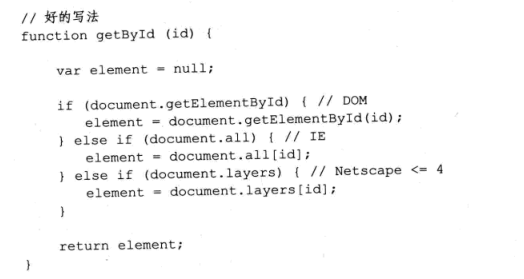 // 好的写法
function getById (id) {
var element = null;
if (document.getElementById) { // DOM
element = document.getElementById(id);
} else if (document.all) { // IE
element = document.all[id];
} else if (document.layers) { // Netscape <= 4
element = document.layers[id];
}
return element;
}